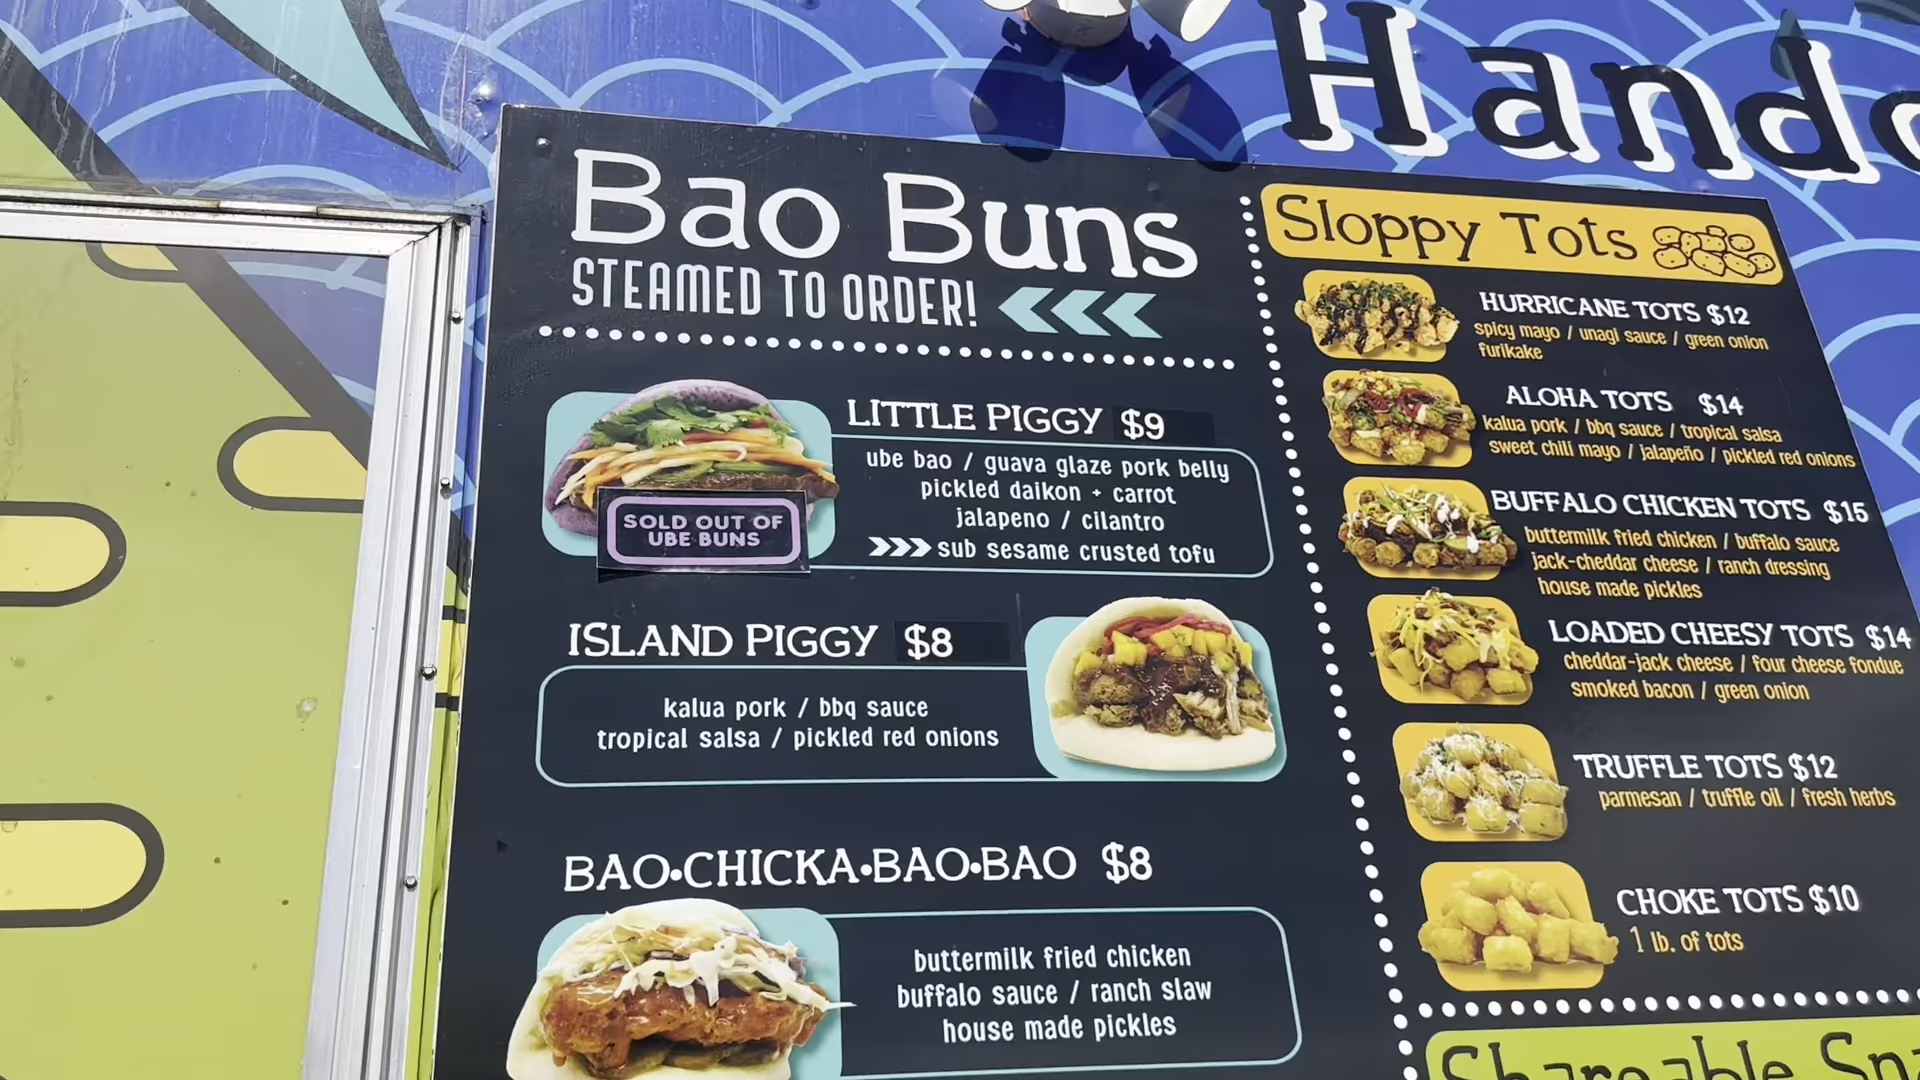 Bao Buns
STEAMED TO ORDER!
LITTLE PIGGY $9
ube bao / guava glaze pork belly
pickled daikon + carrot
jalapeno / cilantro
sub sesame crusted tofu
SOLD OUT OF
UBE BUNS
ISLAND PIGGY $8
kalua pork / bbq sauce
tropical salsa / pickled red onions
BAO•CHICKA•BAO•BAO $8
buttermilk fried chicken
buffalo sauce / ranch slaw
house made pickles
Sloppy Tots
HURRICANE TOTS $12
spicy mayo / unagi sauce / green onion
furikake
ALOHA TOTS $14
kalua pork / bbq sauce / tropical salsa
sweet chili mayo / jalapeño / pickled red onions
BUFFALO CHICKEN TOTS $15
buttermilk fried chicken / buffalo sauce
jack-cheddar cheese / ranch dressing
house made pickles
LOADED CHEESY TOTS $14
cheddar-jack cheese / four cheese fondue
smoked bacon / green onion
TRUFFLE TOTS $12
parmesan / truffle oil / fresh herbs
CHOKE TOTS $10
1 lb. of tots
Shareable